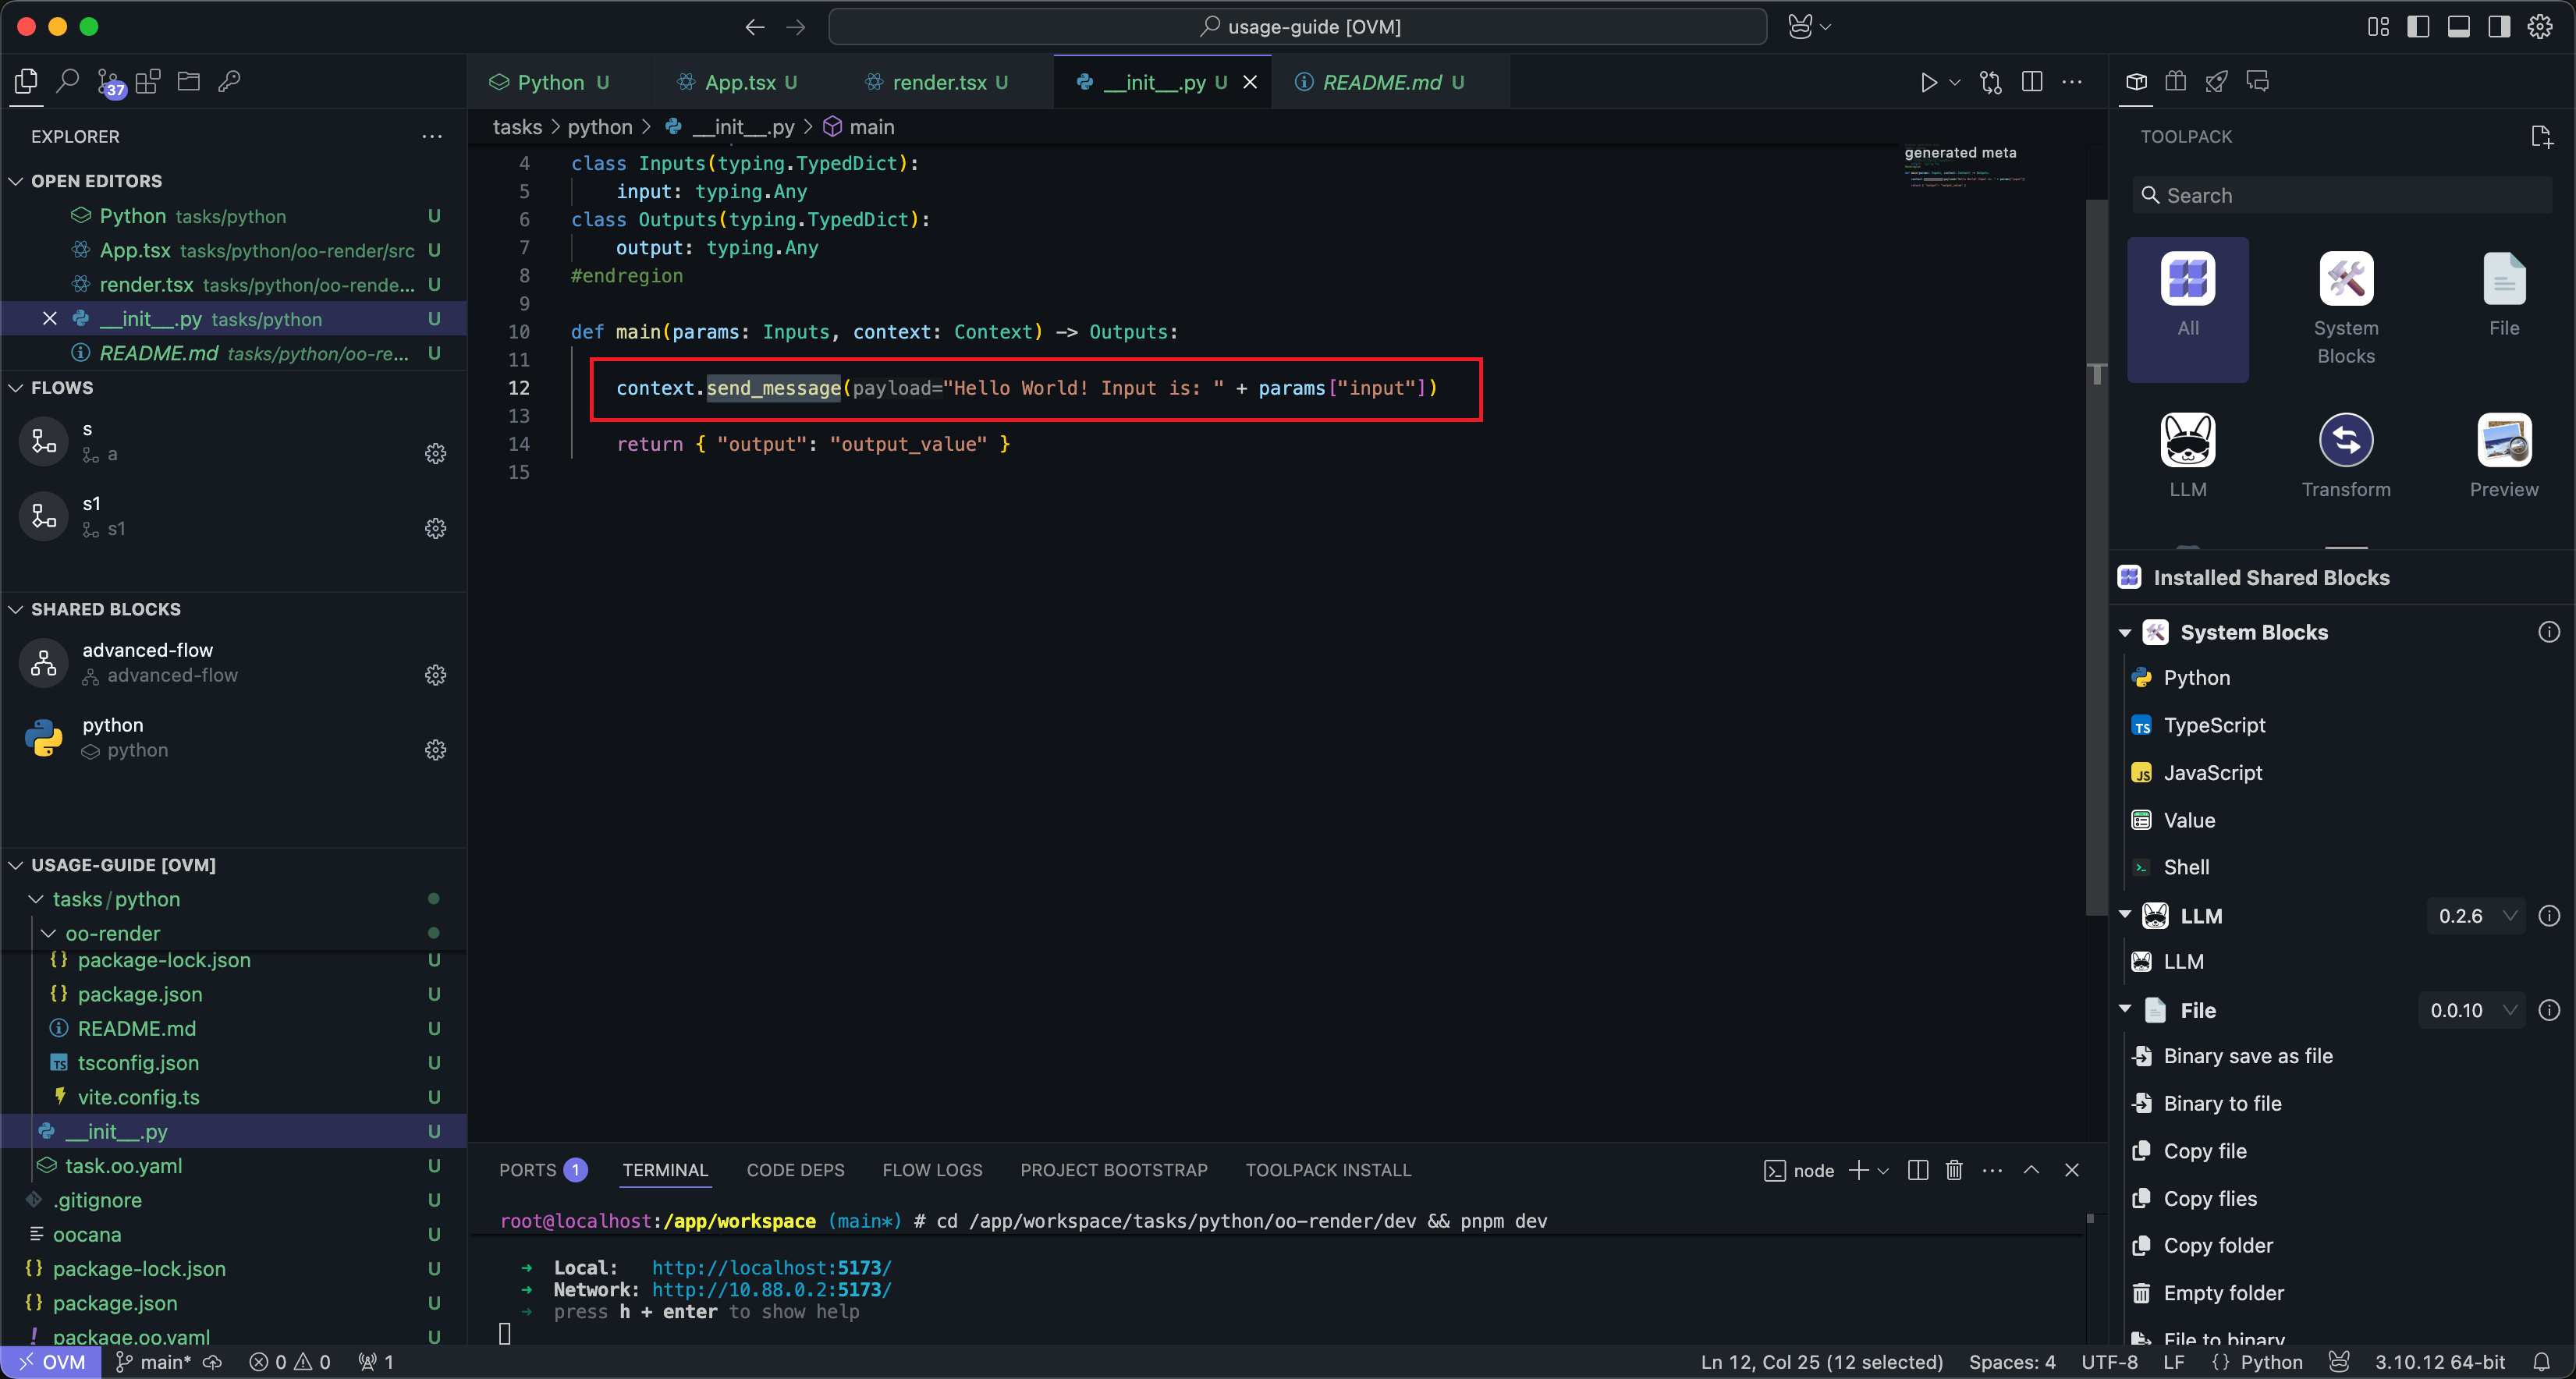 usage-guide [OVM]
37
Python U
App.tsx U
render.tsx U
__init__.py U
README.md U
EXPLORER
OPEN EDITORS
Python tasks/python U
App.tsx tasks/python/oo-render/src U
render.tsx tasks/python/oo-rende... U
__init__.py tasks/python U
README.md tasks/python/oo-re... U
FLOWS
s
a
s1
s1
SHARED BLOCKS
advanced-flow
advanced-flow
python
python
USAGE-GUIDE [OVM]
tasks/python
oo-render
package-lock.json U
package.json U
README.md U
tsconfig.json U
vite.config.ts U
__init__.py U
task.oo.yaml U
.gitignore U
oocana U
package-lock.json U
package.json U
package.oo.yaml U
tasks > python > __init__.py > main
4 class Inputs(typing.TypedDict):
5 input: typing.Any
6 class Outputs(typing.TypedDict):
7 output: typing.Any
8 #endregion
9
10 def main(params: Inputs, context: Context) -> Outputs:
11
12 context.send_message(payload="Hello World! Input is: " + params["input"])
13
14 return { "output": "output_value" }
15
generated meta
PORTS 1 TERMINAL CODE DEPS FLOW LOGS PROJECT BOOTSTRAP TOOLPACK INSTALL
node
root@localhost:/app/workspace (main*) # cd /app/workspace/tasks/python/oo-render/dev && pnpm dev
➜ Local: http://localhost:5173/
➜ Network: http://10.88.0.2:5173/
➜ press h + enter to show help
TOOLPACK
Search
All
System Blocks
File
LLM
Transform
Preview
Installed Shared Blocks
System Blocks
Python
TS TypeScript
JS JavaScript
Value
Shell
LLM 0.2.6
LLM
File 0.0.10
Binary save as file
Binary to file
Copy file
Copy flies
Copy folder
Empty folder
File to binary
OVM main* 0 0 1
Ln 12, Col 25 (12 selected) Spaces: 4 UTF-8 LF {} Python 3.10.12 64-bit